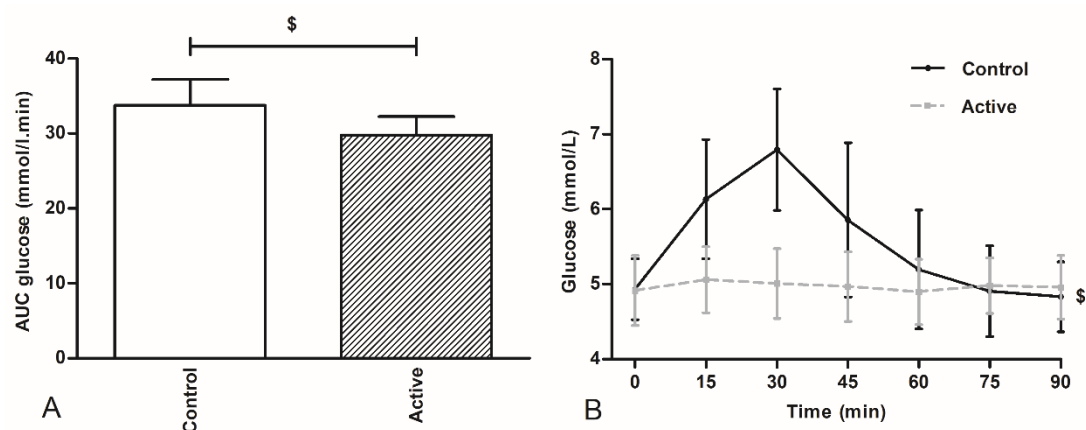 $
AUC glucose (mmol/l.min)
40
30
20
10
0
Control
Active
A
Glucose (mmol/L)
8
7
6
5
4
Control
Active
$
0 15 30 45 60 75 90
Time (min)
B